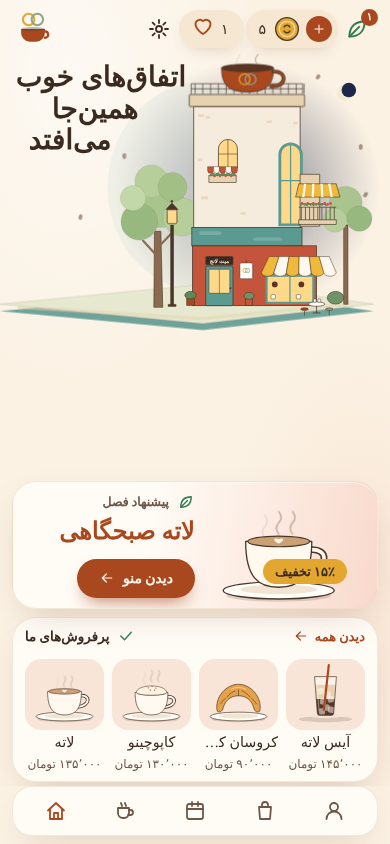 ۱
۵
۱
اتفاق‌های خوب
همین‌جا
می‌افتد
میت لانج
پیشنهاد فصل
لاته صبحگاهی
۱۵٪ تخفیف
دیدن منو
پرفروش‌های ما
دیدن همه
آیس لاته
کروسان ک...
کاپوچینو
لاته
۱۴۵٬۰۰۰ تومان
۹۰٬۰۰۰ تومان
۱۳۰٬۰۰۰ تومان
۱۳۵٬۰۰۰ تومان